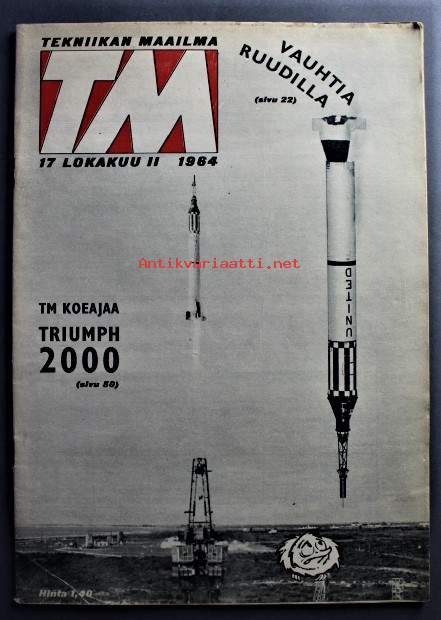 TEKNIIKAN MAAILMA
TM
17 LOKAKUU II 1964
VAUHTIA
RUUDILLA
(sivu 22)
Antikvariaatti.net
UNITED
TM KOEAJAA
TRIUMPH
2000
(sivu 50)
Hinta 1,40